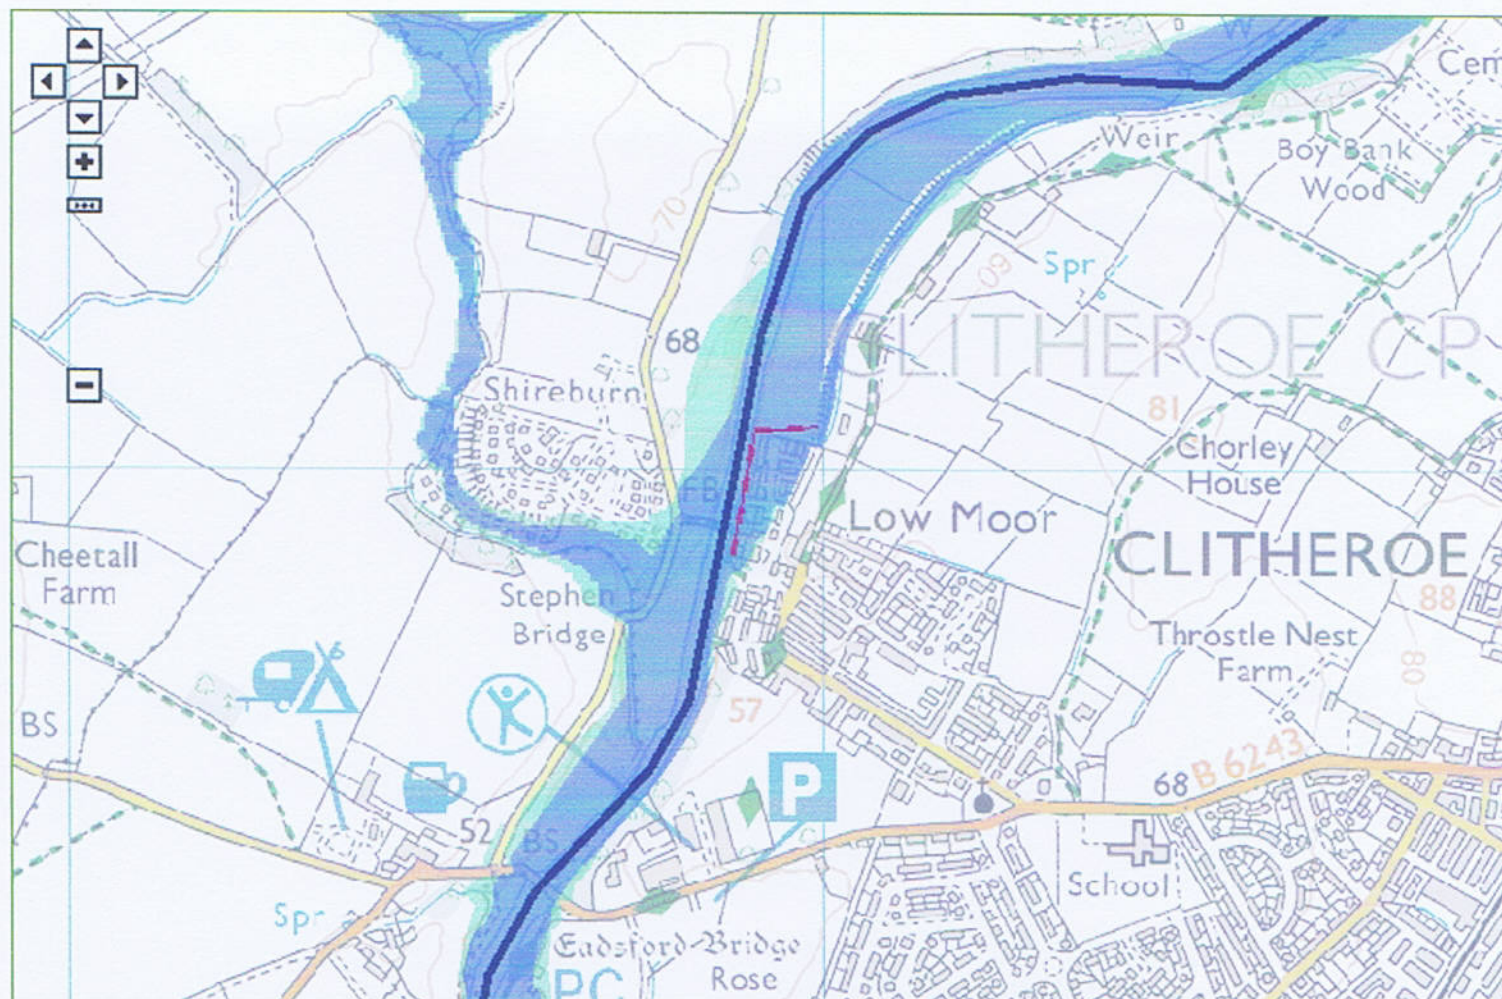 W
Cem
Weir
Boy Bank
Wood
70
60
Spr
68
CLITHEROE CP
Shireburn
81
Chorley
House
FB
Low Moor
CLITHEROE
Cheetall
Farm
Stephen
Bridge
88
Throstle Nest
Farm
80
BS
57
B 6243
68
P
52
BS
School
Spr
Eadsford Bridge
Rose
PC